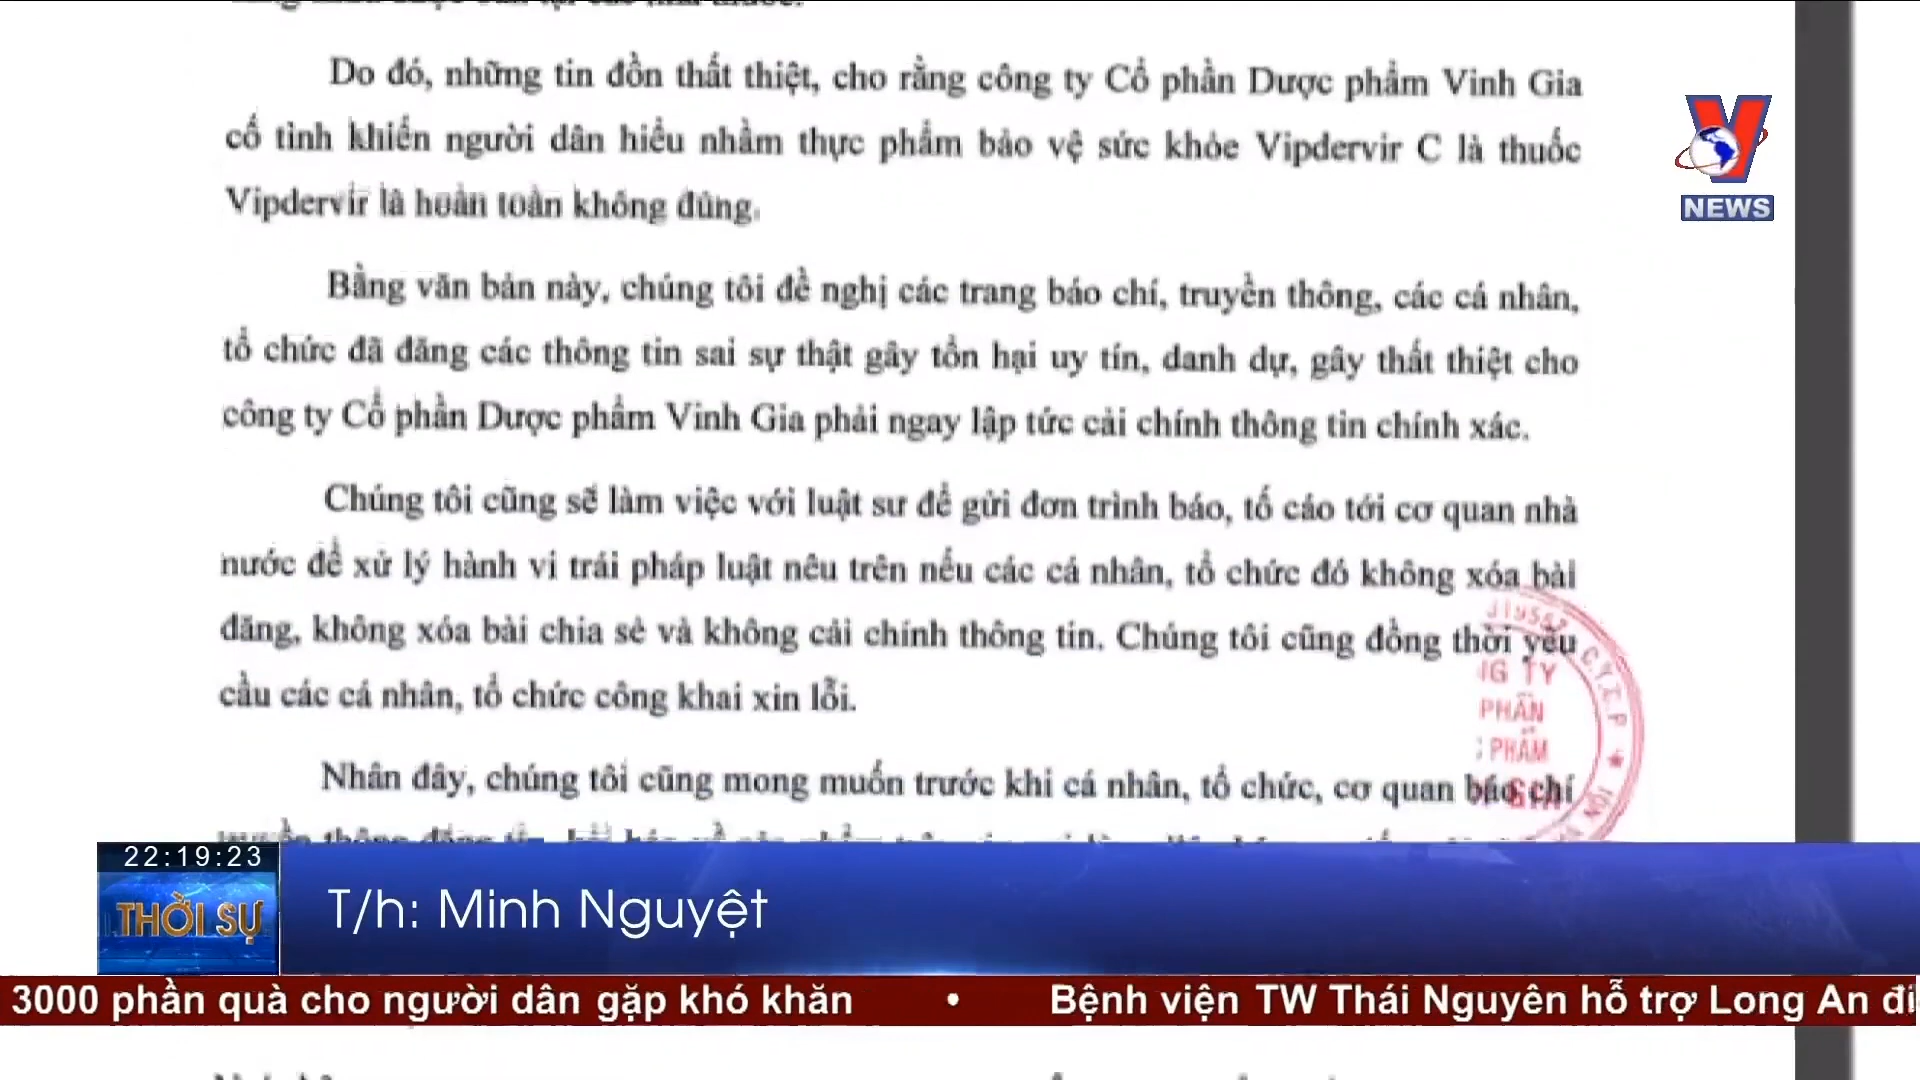 Do đó, những tin đồn thất thiệt, cho rằng công ty Cổ phần Dược phẩm Vinh Gia
cố tình khiến người dân hiểu nhầm thực phẩm bảo vệ sức khỏe Vipdervir C là thuốc
Vipdervir là hoàn toàn không đúng.
Bằng văn bản này, chúng tôi đề nghị các trang báo chí, truyền thông, các cá nhân,
tổ chức đã đăng các thông tin sai sự thật gây tổn hại uy tín, danh dự, gây thất thiệt cho
công ty Cổ phần Dược phẩm Vinh Gia phải ngay lập tức cải chính thông tin chính xác.
Chúng tôi cũng sẽ làm việc với luật sư để gửi đơn trình báo, tố cáo tới cơ quan nhà
nước để xử lý hành vi trái pháp luật nêu trên nếu các cá nhân, tổ chức đó không xóa bài
đăng, không xóa bài chia sẻ và không cải chính thông tin. Chúng tôi cũng đồng thời yêu
cầu các cá nhân, tổ chức công khai xin lỗi.
Nhân đây, chúng tôi cũng mong muốn trước khi cá nhân, tổ chức, cơ quan báo chí
NEWS
C.T.C.P
TY
PHẦN
PHẨM
22:19:23
THỜI SỰ
T/h: Minh Nguyệt
3000 phần quà cho người dân gặp khó khăn • Bệnh viện TW Thái Nguyên hỗ trợ Long An đi